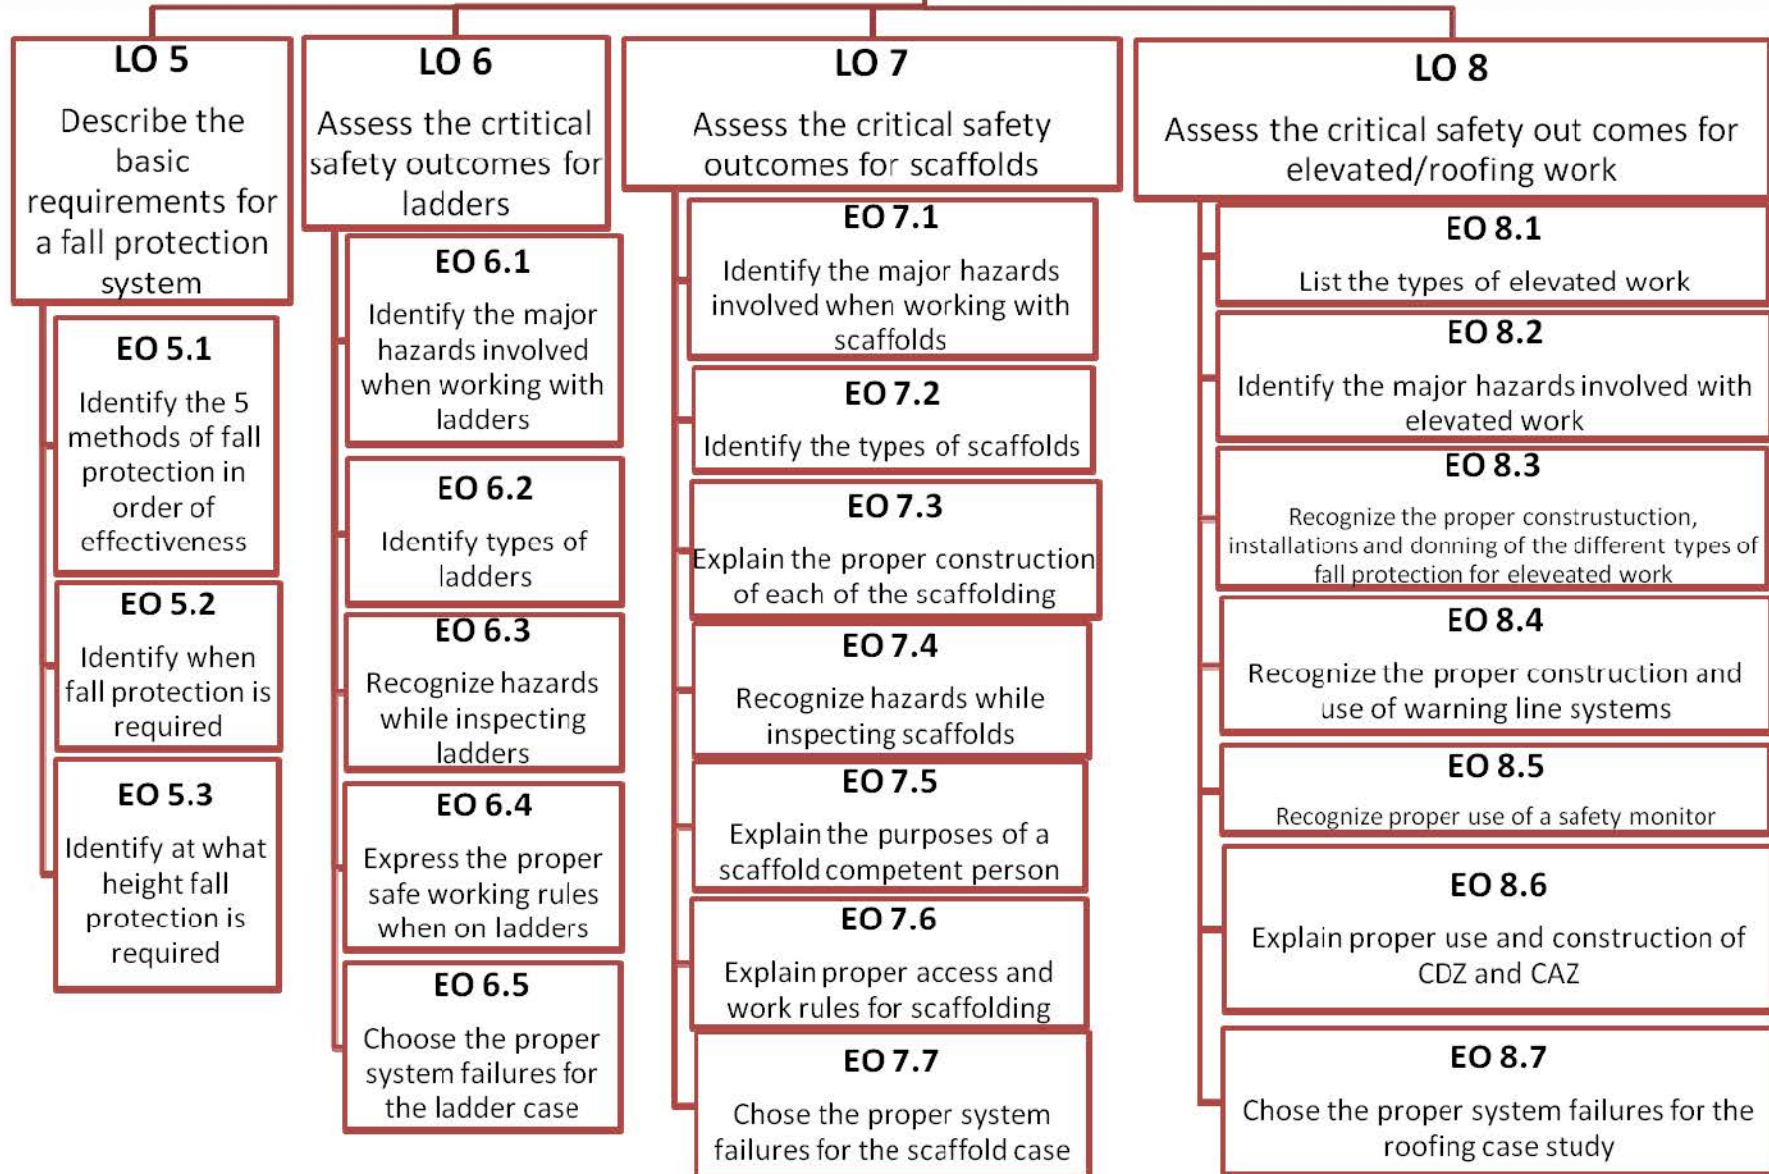 LO 5
Describe the
basic
requirements for
a fall protection
system
EO 5.1
Identify the 5
methods of fall
protection in
order of
effectiveness
EO 5.2
Identify when
fall protection is
required
EO 5.3
Identify at what
height fall
protection is
required
LO 6
Assess the crtitical
safety outcomes for
ladders
EO 6.1
Identify the major
hazards involved
when working with
ladders
EO 6.2
Identify types of
ladders
EO 6.3
Recognize hazards
while inspecting
ladders
EO 6.4
Express the proper
safe working rules
when on ladders
EO 6.5
Choose the proper
system failures for
the ladder case
LO 7
Assess the critical safety
outcomes for scaffolds
EO 7.1
Identify the major hazards
involved when working with
scaffolds
EO 7.2
Identify the types of scaffolds
EO 7.3
Explain the proper construction
of each of the scaffolding
EO 7.4
Recognize hazards while
inspecting scaffolds
EO 7.5
Explain the purposes of a
scaffold competent person
EO 7.6
Explain proper access and
work rules for scaffolding
EO 7.7
Chose the proper system
failures for the scaffold case
LO 8
Assess the critical safety out comes for
elevated/roofing work
EO 8.1
List the types of elevated work
EO 8.2
Identify the major hazards involved with
elevated work
EO 8.3
Recognize the proper construstuction,
installations and donning of the different types of
fall protection for eleveated work
EO 8.4
Recognize the proper construction and
use of warning line systems
EO 8.5
Recognize proper use of a safety monitor
EO 8.6
Explain proper use and construction of
CDZ and CAZ
EO 8.7
Chose the proper system failures for the
roofing case study